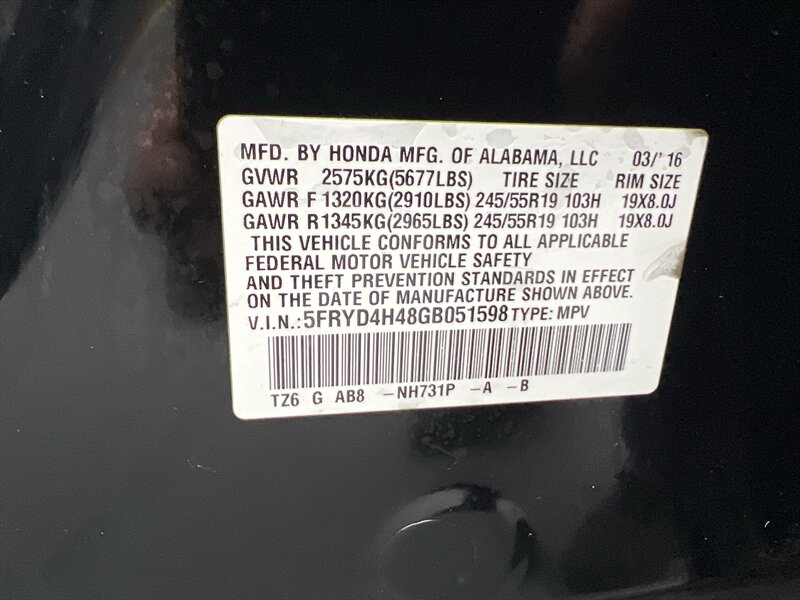 MFD. BY HONDA MFG. OF ALABAMA, LLC 03/'16
GVWR 2575KG(5677LBS) TIRE SIZE RIM SIZE
GAWR F 1320KG(2910LBS) 245/55R19 103H 19X8.0J
GAWR R 1345KG(2965LBS) 245/55R19 103H 19X8.0J
THIS VEHICLE CONFORMS TO ALL APPLICABLE
FEDERAL MOTOR VEHICLE SAFETY
AND THEFT PREVENTION STANDARDS IN EFFECT
ON THE DATE OF MANUFACTURE SHOWN ABOVE.
V.I.N.: 5FRYD4H48GB051598 TYPE: MPV
TZ6 G AB8 -NH731P -A -B